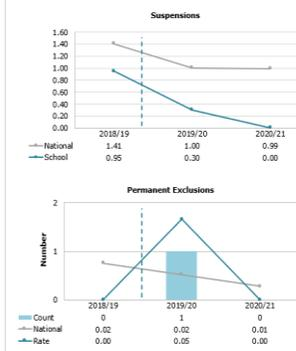 Suspensions
1.60
1.40
1.20
1.00
0.80
0.60
0.40
0.20
0.00
2018/19 2019/20 2020/21
National 1.41 1.00 0.99
School 0.95 0.30 0.00
Permanent Exclusions
2
1
0
Number
2018/19 2019/20 2020/21
Count 0 1 0
National 0.02 0.02 0.01
Rate 0.00 0.05 0.00